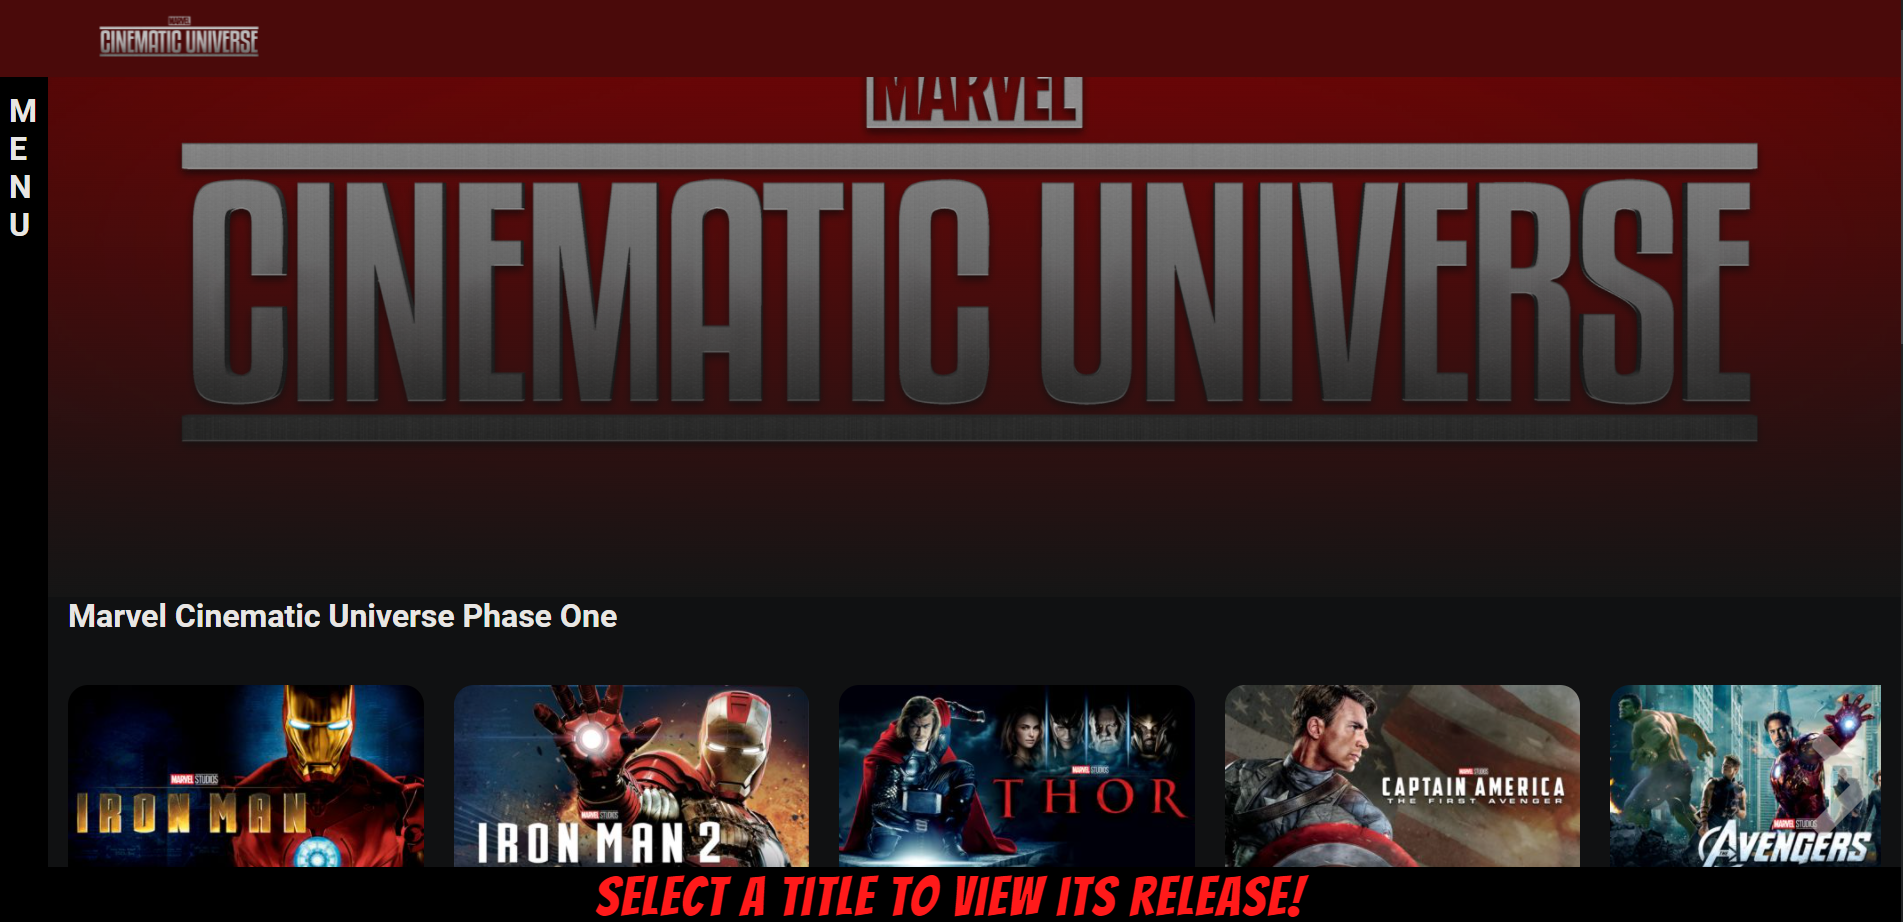 MARVEL
CINEMATIC UNIVERSE
M
E
N
U
MARVEL
CINEMATIC UNIVERSE
Marvel Cinematic Universe Phase One
MARVEL STUDIOS
IRON MAN
MARVEL STUDIOS
IRON MAN 2
MARVEL STUDIOS
THOR
MARVEL STUDIOS
CAPTAIN AMERICA
THE FIRST AVENGER
MARVEL STUDIOS
AVENGERS
SELECT A TITLE TO VIEW ITS RELEASE!